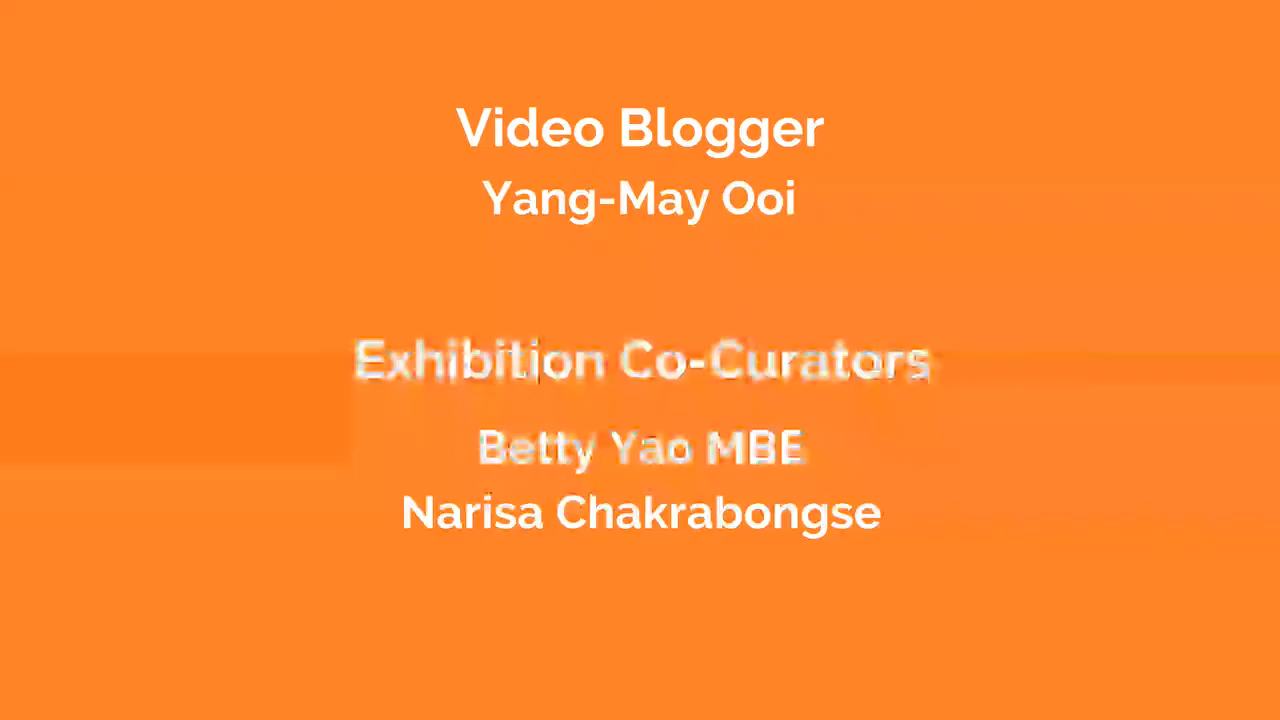 Video Blogger
Yang-May Ooi
Exhibition Co-Curators
Betty Yao MBE
Narisa Chakrabongse